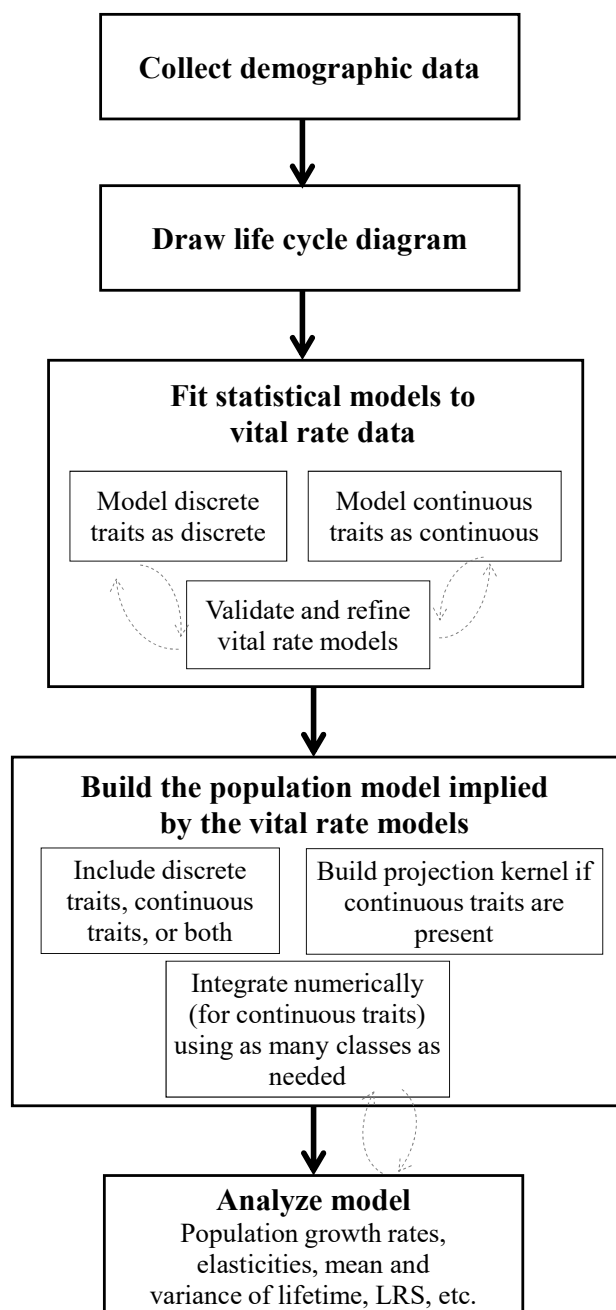 Collect demographic data
Draw life cycle diagram
Fit statistical models to
vital rate data
Model discrete
traits as discrete
Model continuous
traits as continuous
Validate and refine
vital rate models
Build the population model implied
by the vital rate models
Include discrete
traits, continuous
traits, or both
Build projection kernel if
continuous traits are
present
Integrate numerically
(for continuous traits)
using as many classes as
needed
Analyze model
Population growth rates,
elasticities, mean and
variance of lifetime, LRS, etc.